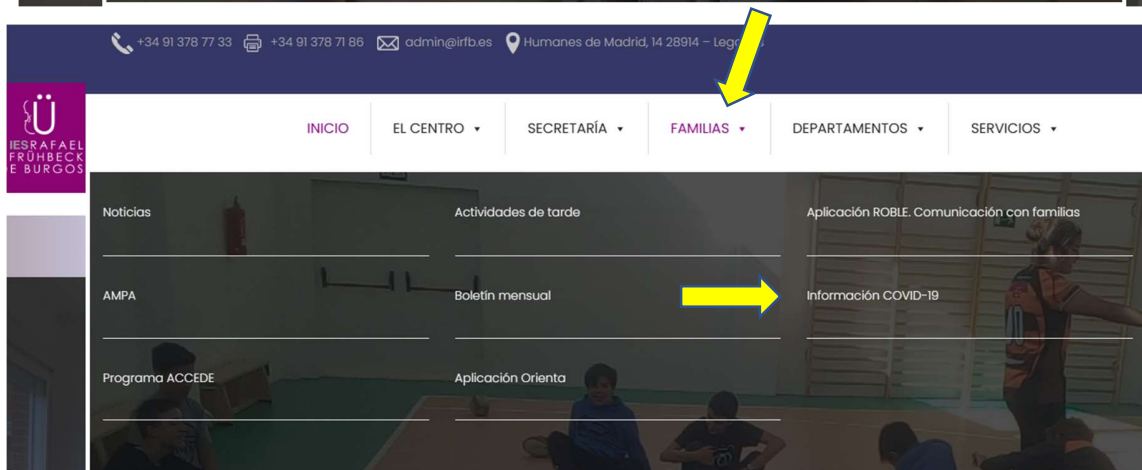 +34 91 378 77 33 +34 91 378 71 86 admin@irfb.es Humanes de Madrid, 14 28914 –
Ü
IES RAFAEL
FRÜHBECK
E BURGOS
INICIO EL CENTRO SECRETARÍA FAMILIAS DEPARTAMENTOS SERVICIOS
Noticias Actividades de tarde Aplicación ROBLE. Comunicación con familias
AMPA Boletín mensual Información COVID-19
Programa ACCEDE Aplicación Orienta